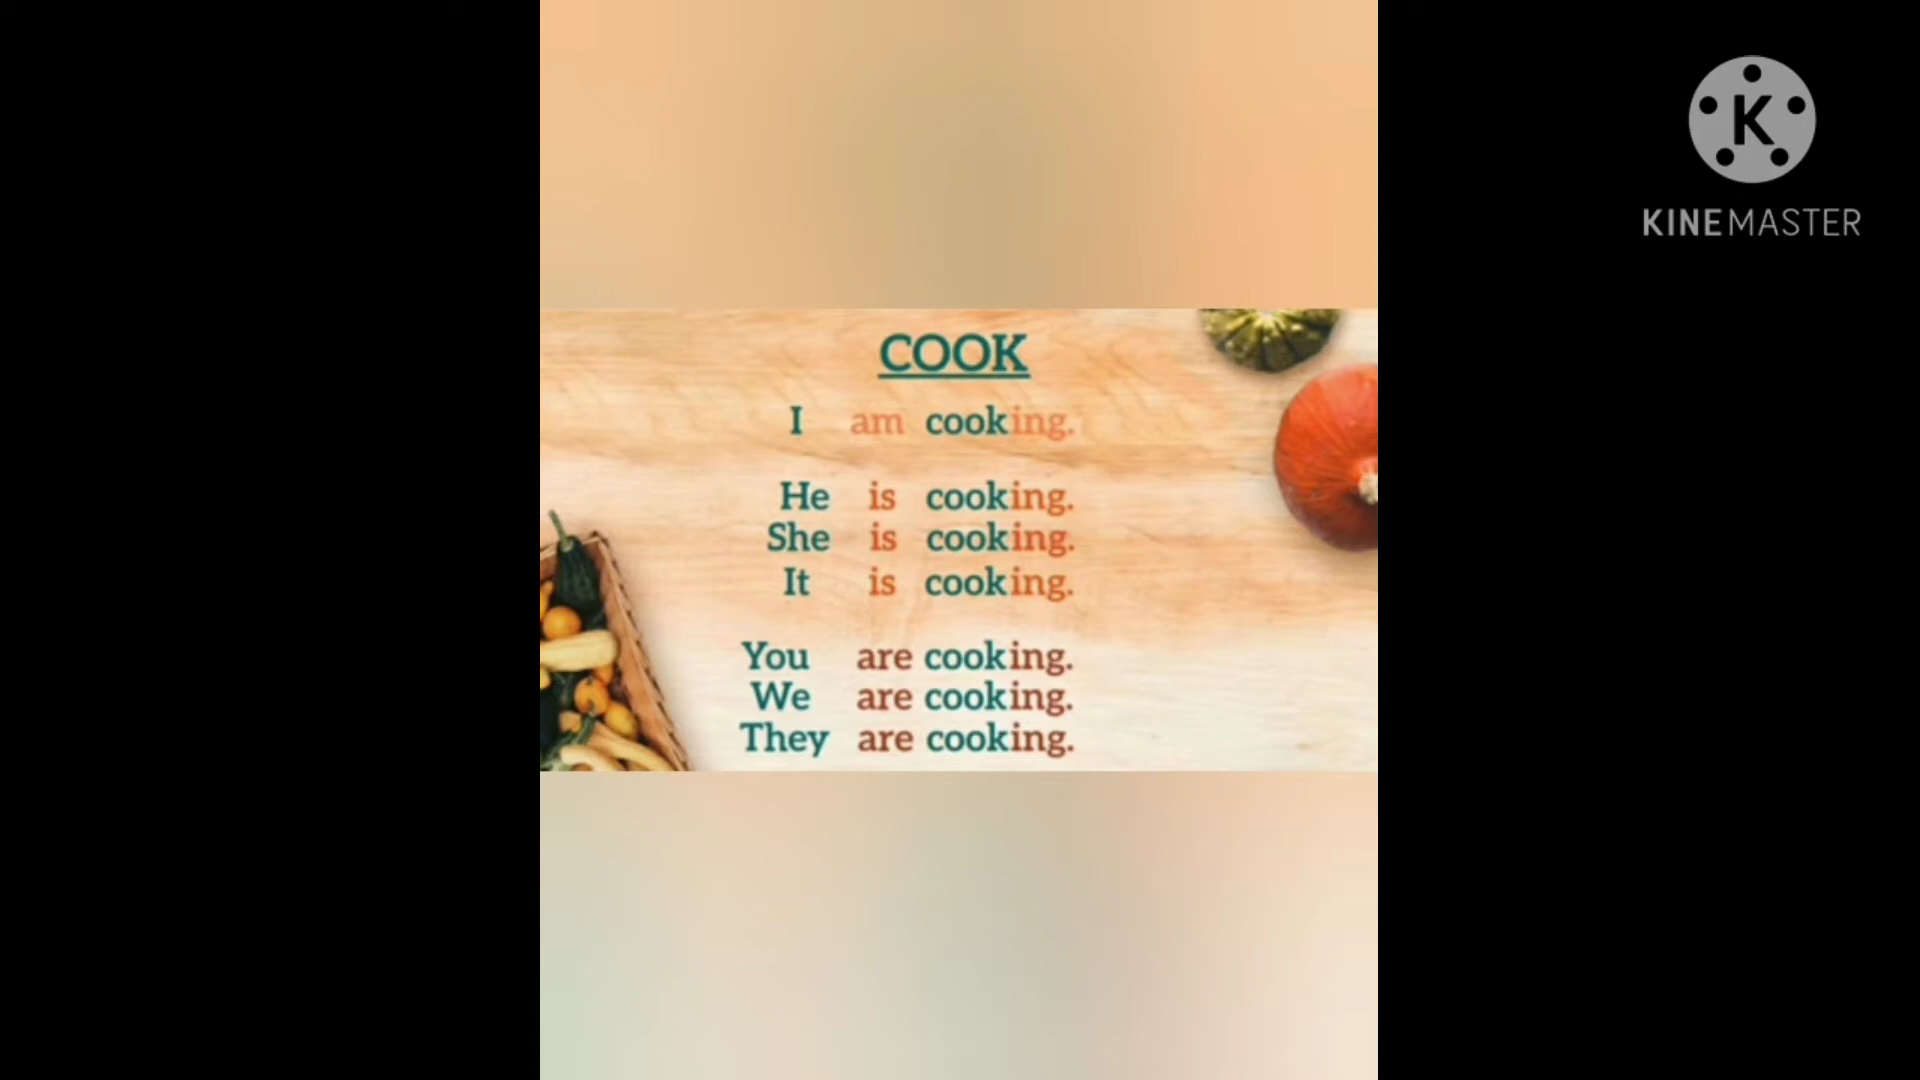 COOK
I am cooking.
He is cooking.
She is cooking.
It is cooking.
You are cooking.
We are cooking.
They are cooking.
K
KINEMASTER